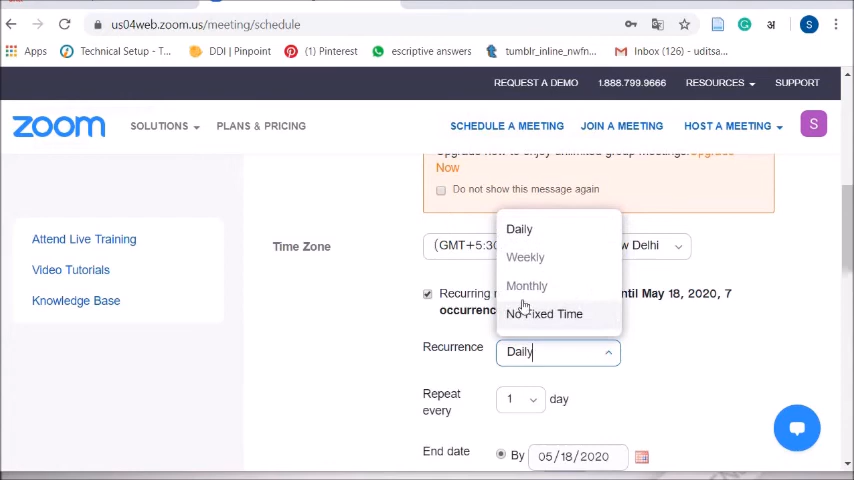 us04web.zoom.us/meeting/schedule
Apps Technical Setup - T... DDI | Pinpoint (1) Pinterest escriptive answers tumblr_inline_nwfn... Inbox (126) - uditsa...
REQUEST A DEMO 1.888.799.9666 RESOURCES SUPPORT
zoom SOLUTIONS PLANS & PRICING SCHEDULE A MEETING JOIN A MEETING HOST A MEETING S
Now
Do not show this message again
Attend Live Training
Video Tutorials
Knowledge Base
Time Zone (GMT+5:30 Delhi
Daily
Weekly
Monthly
No Fixed Time
Recurring until May 18, 2020, 7
Recurrence Daily
Repeat
every 1 day
End date By 05/18/2020